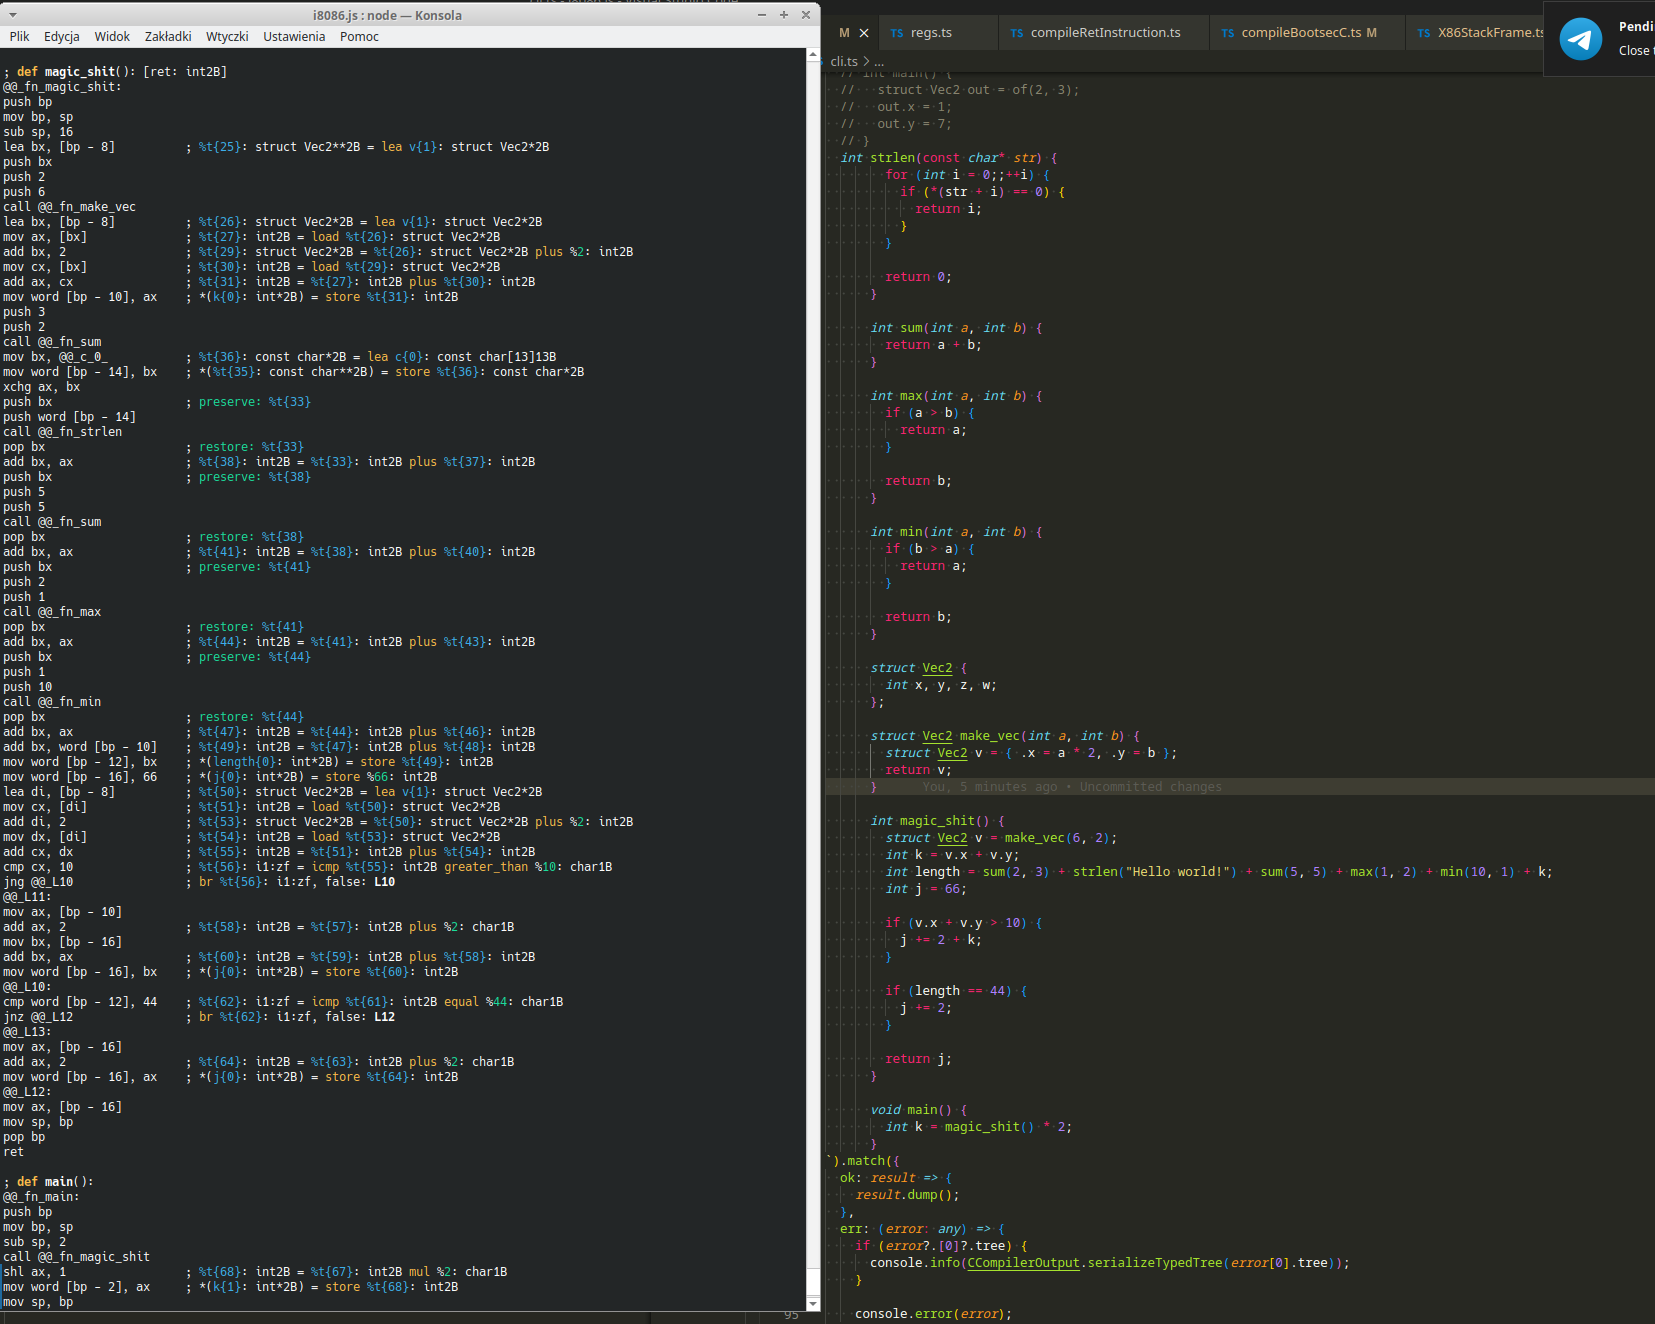 i8086.js : node — Konsola
Plik Edycja Widok Zakładki Wtyczki Ustawienia Pomoc
; def magic_shit(): [ret: int2B]
@@_fn_magic_shit:
push bp
mov bp, sp
sub sp, 16
lea bx, [bp - 8] ; %t{25}: struct Vec2**2B = lea v{1}: struct Vec2*2B
push bx
push 2
push 6
call @@_fn_make_vec
lea bx, [bp - 8] ; %t{26}: struct Vec2*2B = lea v{1}: struct Vec2*2B
mov ax, [bx] ; %t{27}: int2B = load %t{26}: struct Vec2*2B
add bx, 2 ; %t{29}: struct Vec2*2B = %t{26}: struct Vec2*2B plus %2: int2B
mov cx, [bx] ; %t{30}: int2B = load %t{29}: struct Vec2*2B
add ax, cx ; %t{31}: int2B = %t{27}: int2B plus %t{30}: int2B
mov word [bp - 10], ax ; *(k{0}: int*2B) = store %t{31}: int2B
push 3
push 2
call @@_fn_sum
mov bx, @@_c_0_ ; %t{36}: const char*2B = lea c{0}: const char[13]13B
mov word [bp - 14], bx ; *(%t{35}: const char**2B) = store %t{36}: const char*2B
xchg ax, bx
push bx ; preserve: %t{33}
push word [bp - 14]
call @@_fn_strlen
pop bx ; restore: %t{33}
add bx, ax ; %t{38}: int2B = %t{33}: int2B plus %t{37}: int2B
push bx ; preserve: %t{38}
push 5
push 5
call @@_fn_sum
pop bx ; restore: %t{38}
add bx, ax ; %t{41}: int2B = %t{38}: int2B plus %t{40}: int2B
push bx ; preserve: %t{41}
push 2
push 1
call @@_fn_max
pop bx ; restore: %t{41}
add bx, ax ; %t{44}: int2B = %t{41}: int2B plus %t{43}: int2B
push bx ; preserve: %t{44}
push 1
push 10
call @@_fn_min
pop bx ; restore: %t{44}
add bx, ax ; %t{47}: int2B = %t{44}: int2B plus %t{46}: int2B
add bx, word [bp - 10] ; %t{49}: int2B = %t{47}: int2B plus %t{48}: int2B
mov word [bp - 12], bx ; *(length{0}: int*2B) = store %t{49}: int2B
mov word [bp - 16], 66 ; *(j{0}: int*2B) = store %66: int2B
lea di, [bp - 8] ; %t{50}: struct Vec2*2B = lea v{1}: struct Vec2*2B
mov cx, [di] ; %t{51}: int2B = load %t{50}: struct Vec2*2B
add di, 2 ; %t{53}: struct Vec2*2B = %t{50}: struct Vec2*2B plus %2: int2B
mov dx, [di] ; %t{54}: int2B = load %t{53}: struct Vec2*2B
add cx, dx ; %t{55}: int2B = %t{51}: int2B plus %t{54}: int2B
cmp cx, 10 ; %t{56}: i1:zf = icmp %t{55}: int2B greater_than %10: char1B
jng @@_L10 ; br %t{56}: i1:zf, false: L10
@@_L11:
mov ax, [bp - 10]
add ax, 2 ; %t{58}: int2B = %t{57}: int2B plus %2: char1B
mov bx, [bp - 16]
add bx, ax ; %t{60}: int2B = %t{59}: int2B plus %t{58}: int2B
mov word [bp - 16], bx ; *(j{0}: int*2B) = store %t{60}: int2B
@@_L10:
cmp word [bp - 12], 44 ; %t{62}: i1:zf = icmp %t{61}: int2B equal %44: char1B
jnz @@_L12 ; br %t{62}: i1:zf, false: L12
@@_L13:
mov ax, [bp - 16]
add ax, 2 ; %t{64}: int2B = %t{63}: int2B plus %2: char1B
mov word [bp - 16], ax ; *(j{0}: int*2B) = store %t{64}: int2B
@@_L12:
mov ax, [bp - 16]
mov sp, bp
pop bp
ret
; def main():
@@_fn_main:
push bp
mov bp, sp
sub sp, 2
call @@_fn_magic_shit
shl ax, 1 ; %t{68}: int2B = %t{67}: int2B mul %2: char1B
mov word [bp - 2], ax ; *(k{1}: int*2B) = store %t{68}: int2B
mov sp, bp
M TS regs.ts TS compileRetInstruction.ts TS compileBootsecC.ts M TS X86StackFrame.ts
Pendi
Close
cli.ts > ...
// int main() {
// struct Vec2 out = of(2, 3);
// out.x = 1;
// out.y = 7;
// }
int strlen(const char* str) {
for (int i = 0;;++i) {
if (*(str + i) == 0) {
return i;
}
}
return 0;
}
int sum(int a, int b) {
return a + b;
}
int max(int a, int b) {
if (a > b) {
return a;
}
return b;
}
int min(int a, int b) {
if (b > a) {
return a;
}
return b;
}
struct Vec2 {
int x, y, z, w;
};
struct Vec2 make_vec(int a, int b) {
struct Vec2 v = { .x = a * 2, .y = b };
return v;
} You, 5 minutes ago • Uncommitted changes
int magic_shit() {
struct Vec2 v = make_vec(6, 2);
int k = v.x + v.y;
int length = sum(2, 3) + strlen("Hello world!") + sum(5, 5) + max(1, 2) + min(10, 1) + k;
int j = 66;
if (v.x + v.y > 10) {
j += 2 + k;
}
if (length == 44) {
j += 2;
}
return j;
}
void main() {
int k = magic_shit() * 2;
}
`).match({
ok: result => {
result.dump();
},
err: (error: any) => {
if (error?.[0]?.tree) {
console.info(CCompilerOutput.serializeTypedTree(error[0].tree));
}
console.error(error);
95